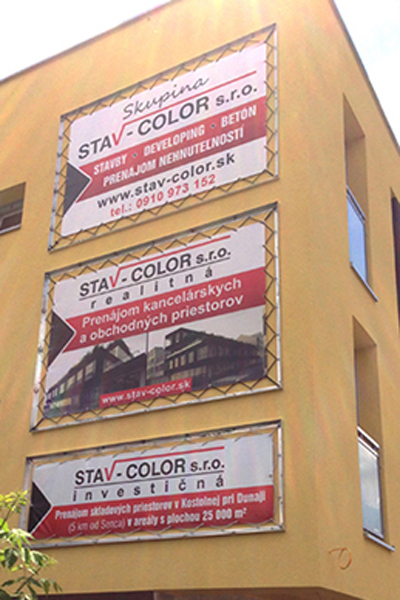 Skupina
STAV-COLOR s.r.o.
STAVBY • DEVELOPING • BETÓN
PRENÁJOM NEHNUTEĽNOSTÍ
www.stav-color.sk
tel.: 0910 973 152
STAV-COLOR s.r.o.
realitná
Prenájom kancelárskych
a obchodných priestorov
www.stav-color.sk
STAV-COLOR s.r.o.
investičná
Prenájom skladových priestorov v Kostolnej pri Dunaji
(5 km od Senca) v areály s plochou 25 000 m²